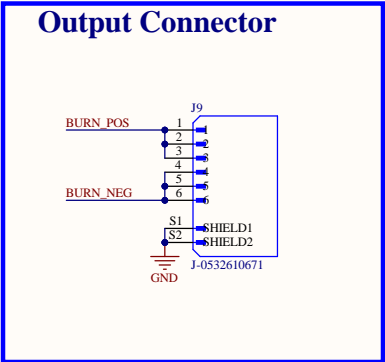 Output Connector
J9
BURN_POS 1 1
2 2
3 3
4 4
5 5
BURN_NEG 6 6
S1 SHIELD1
S2 SHIELD2
J-0532610671
GND